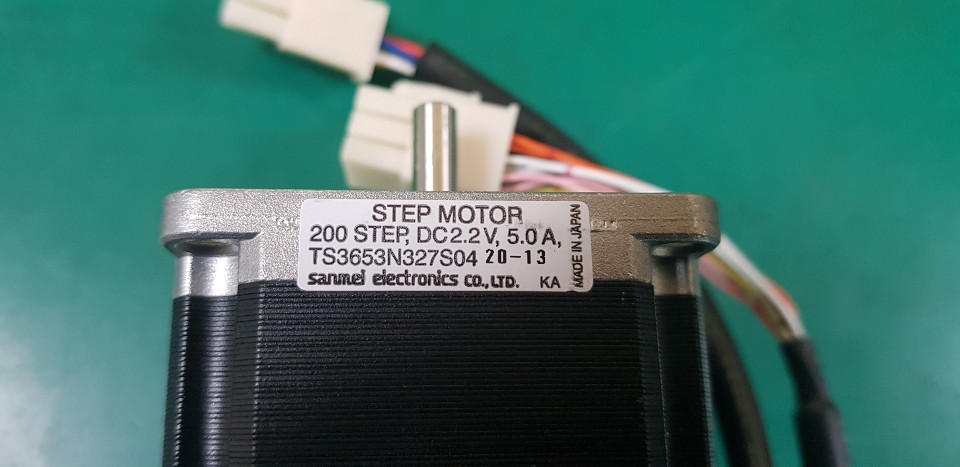 STEP MOTOR
200 STEP, DC2.2V, 5.0A,
TS3653N327S04 20-13
sanmei electronics CO.,LTD. KA
MADE IN JAPAN